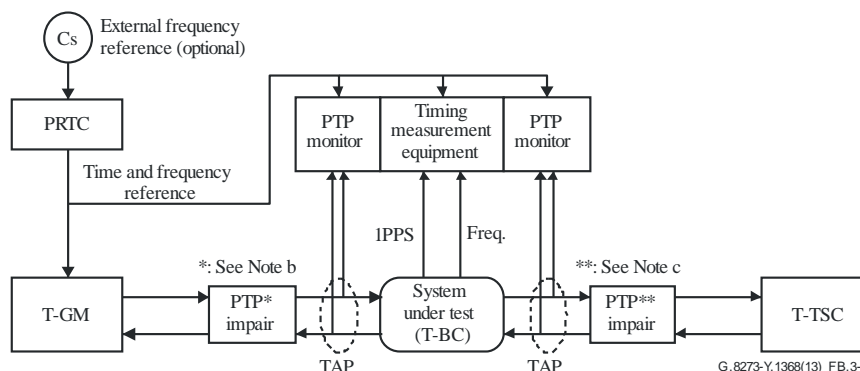 External frequency
reference (optional)
Cs
PRTC
PTP
monitor
Timing
measurement
equipment
PTP
monitor
Time and frequency
reference
1PPS
Freq.
*: See Note b
**: See Note c
T-GM
PTP*
impair
System
under test
(T-BC)
PTP**
impair
T-TSC
TAP
TAP
G.8273-Y.1368(13)_FB.3-